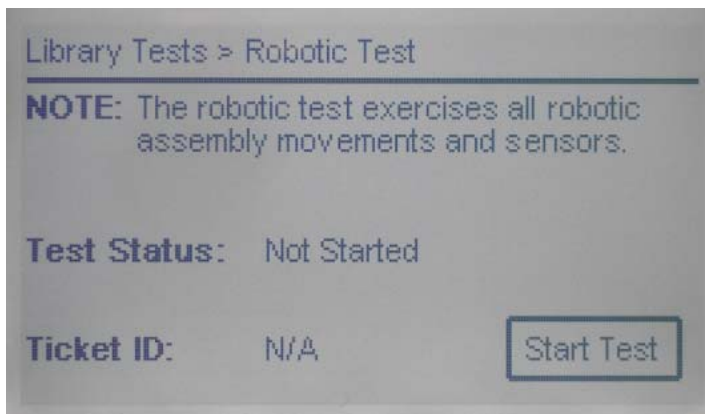 Library Tests > Robotic Test
NOTE: The robotic test exercises all robotic
assembly movements and sensors.
Test Status: Not Started
Ticket ID: N/A Start Test